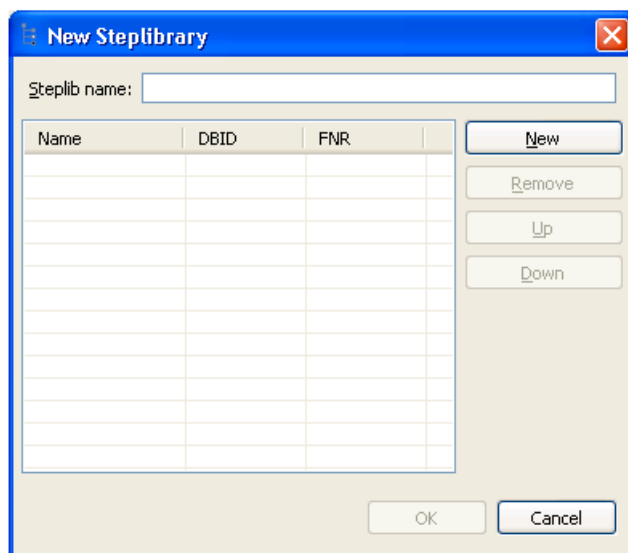 New Steplibrary
Steplib name:
Name DBID FNR
New
Remove
Up
Down
OK Cancel